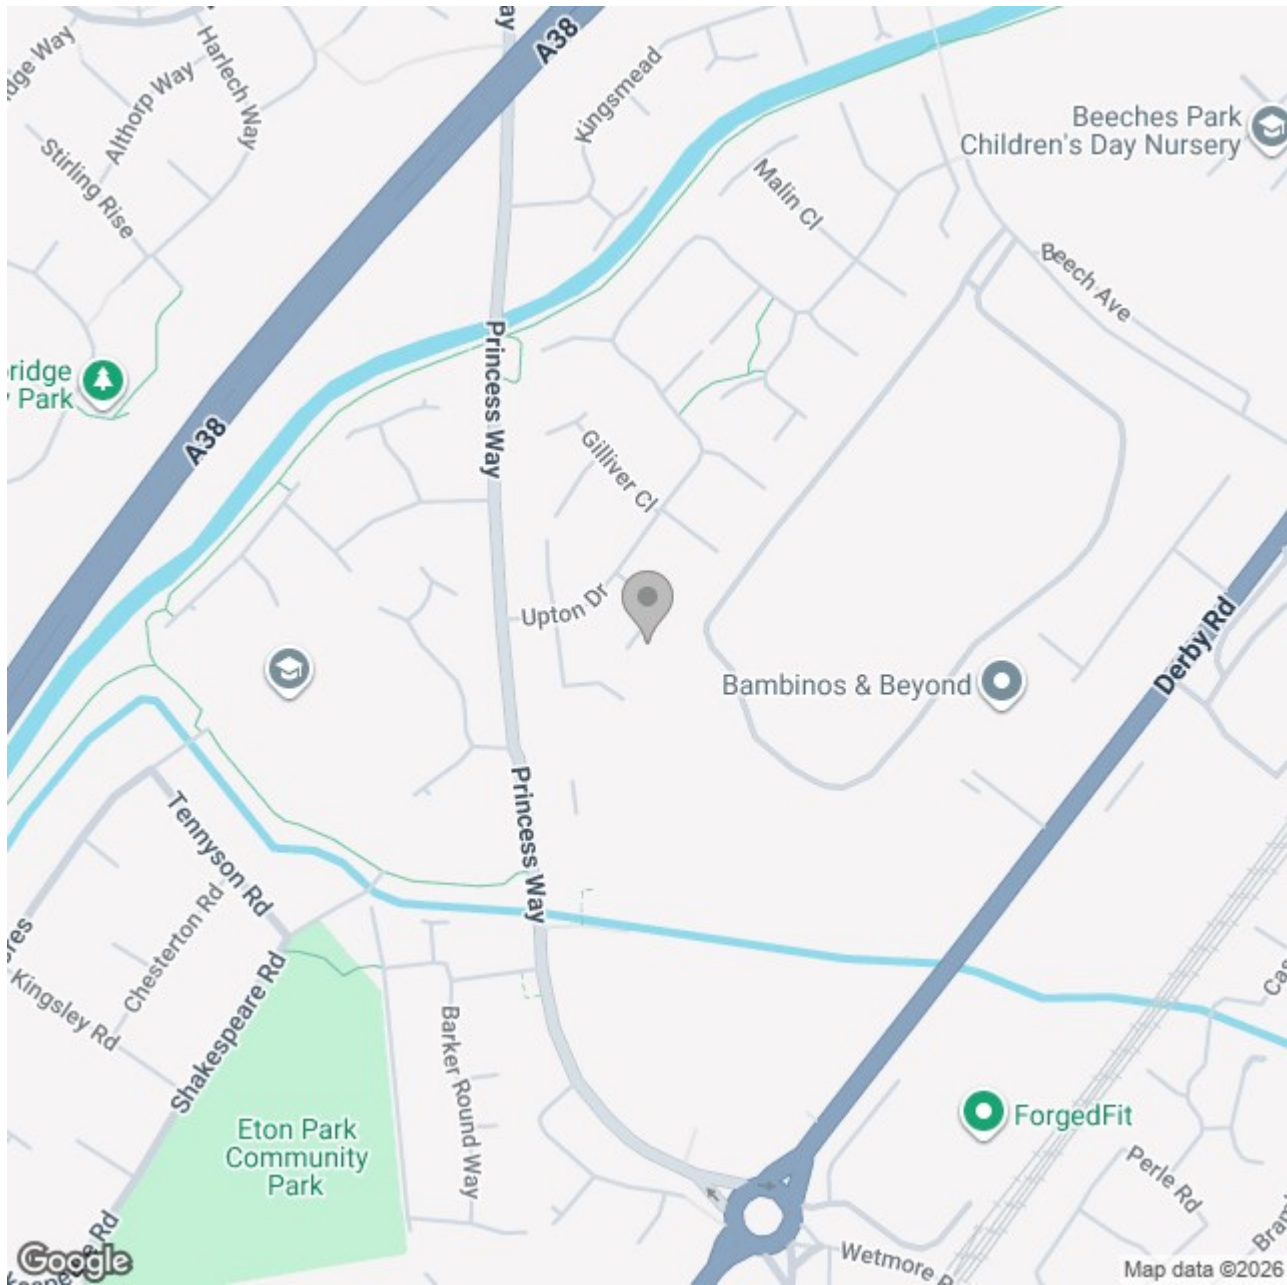 A38
Harlech Way
Althorp Way
Kingsmead
Beeches Park
Children's Day Nursery
Stirling Rise
Malin Cl
Beech Ave
Princess Way
Park
A38
Gilliver Cl
Upton Dr
Derby Rd
Bambinos & Beyond
Princess Way
Tennyson Rd
Chesterton Rd
Kingsley Rd
Shakespeare Rd
Barker Round Way
ForgedFit
Eton Park
Community
Park
Perle Rd
Wetmore
Google
Map data ©2026